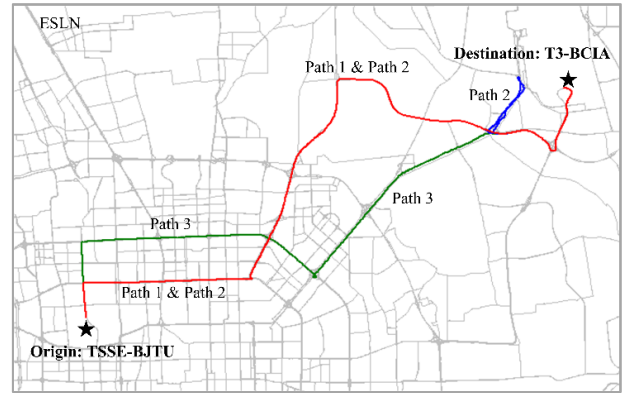 ESLN
Destination: T3-BCIA
Path 1 & Path 2
Path 2
Path 3
Path 3
Path 1 & Path 2
Origin: TSSE-BJTU